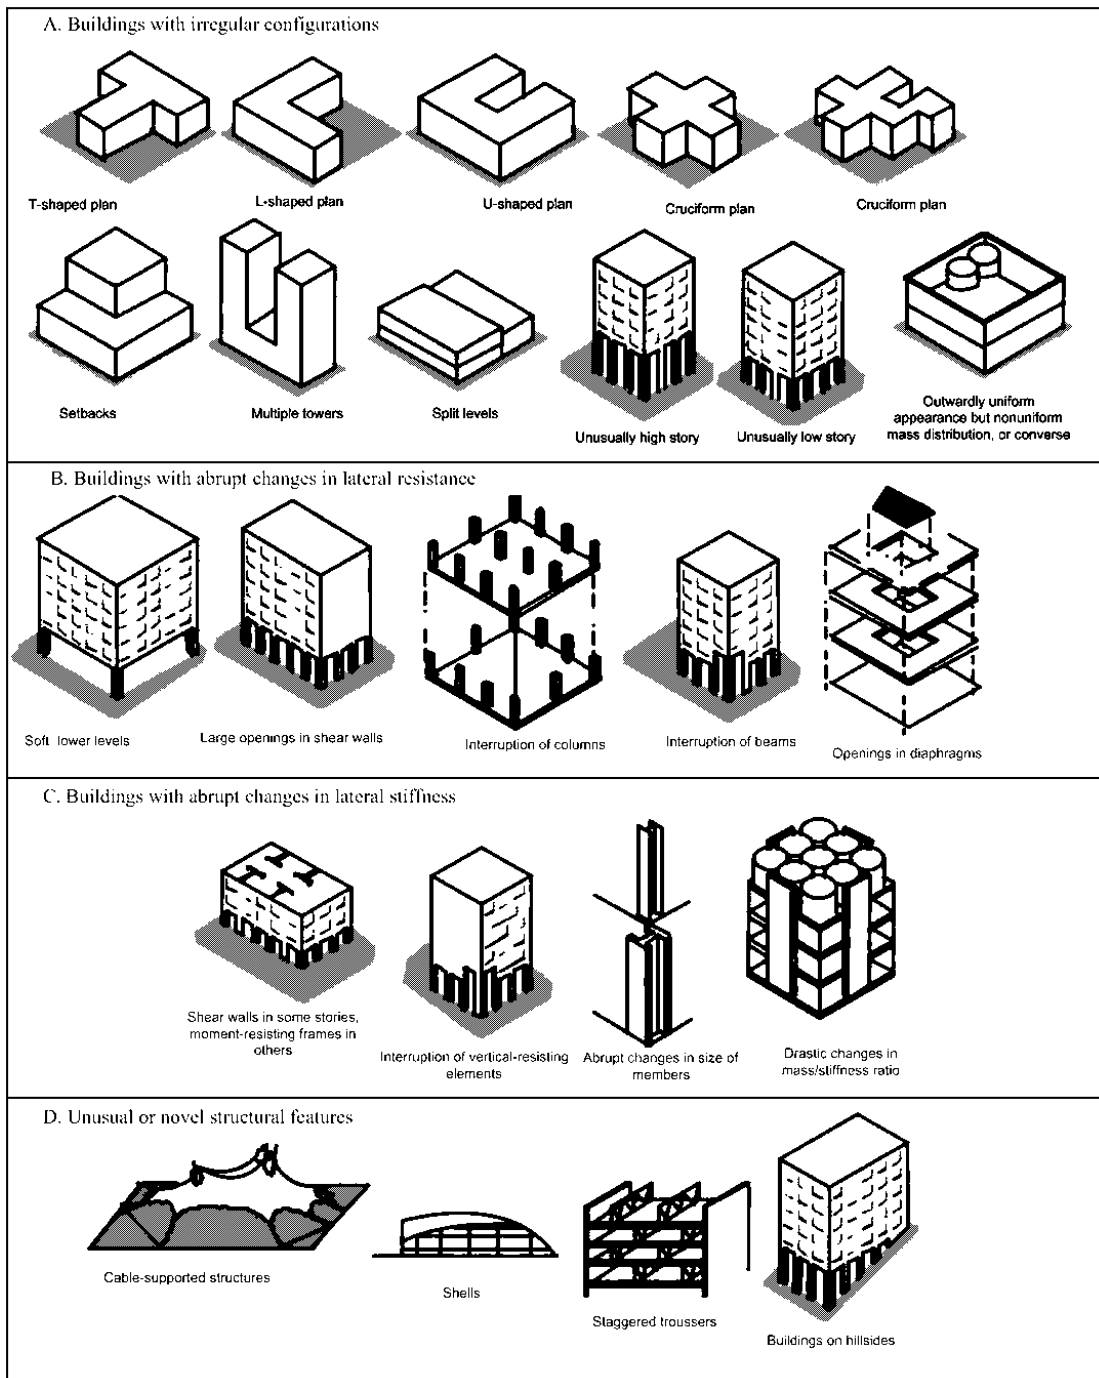 A. Buildings with irregular configurations
T-shaped plan
L-shaped plan
U-shaped plan
Cruciform plan
Cruciform plan
Setbacks
Multiple towers
Split levels
Unusually high story
Unusually low story
Outwardly uniform
appearance but nonuniform
mass distribution, or converse
B. Buildings with abrupt changes in lateral resistance
Soft lower levels
Large openings in shear walls
Interruption of columns
Interruption of beams
Openings in diaphragms
C. Buildings with abrupt changes in lateral stiffness
Shear walls in some stories,
moment-resisting frames in
others
Interruption of vertical-resisting
elements
Abrupt changes in size of
members
Drastic changes in
mass/stiffness ratio
D. Unusual or novel structural features
Cable-supported structures
Shells
Staggered troussers
Buildings on hillsides